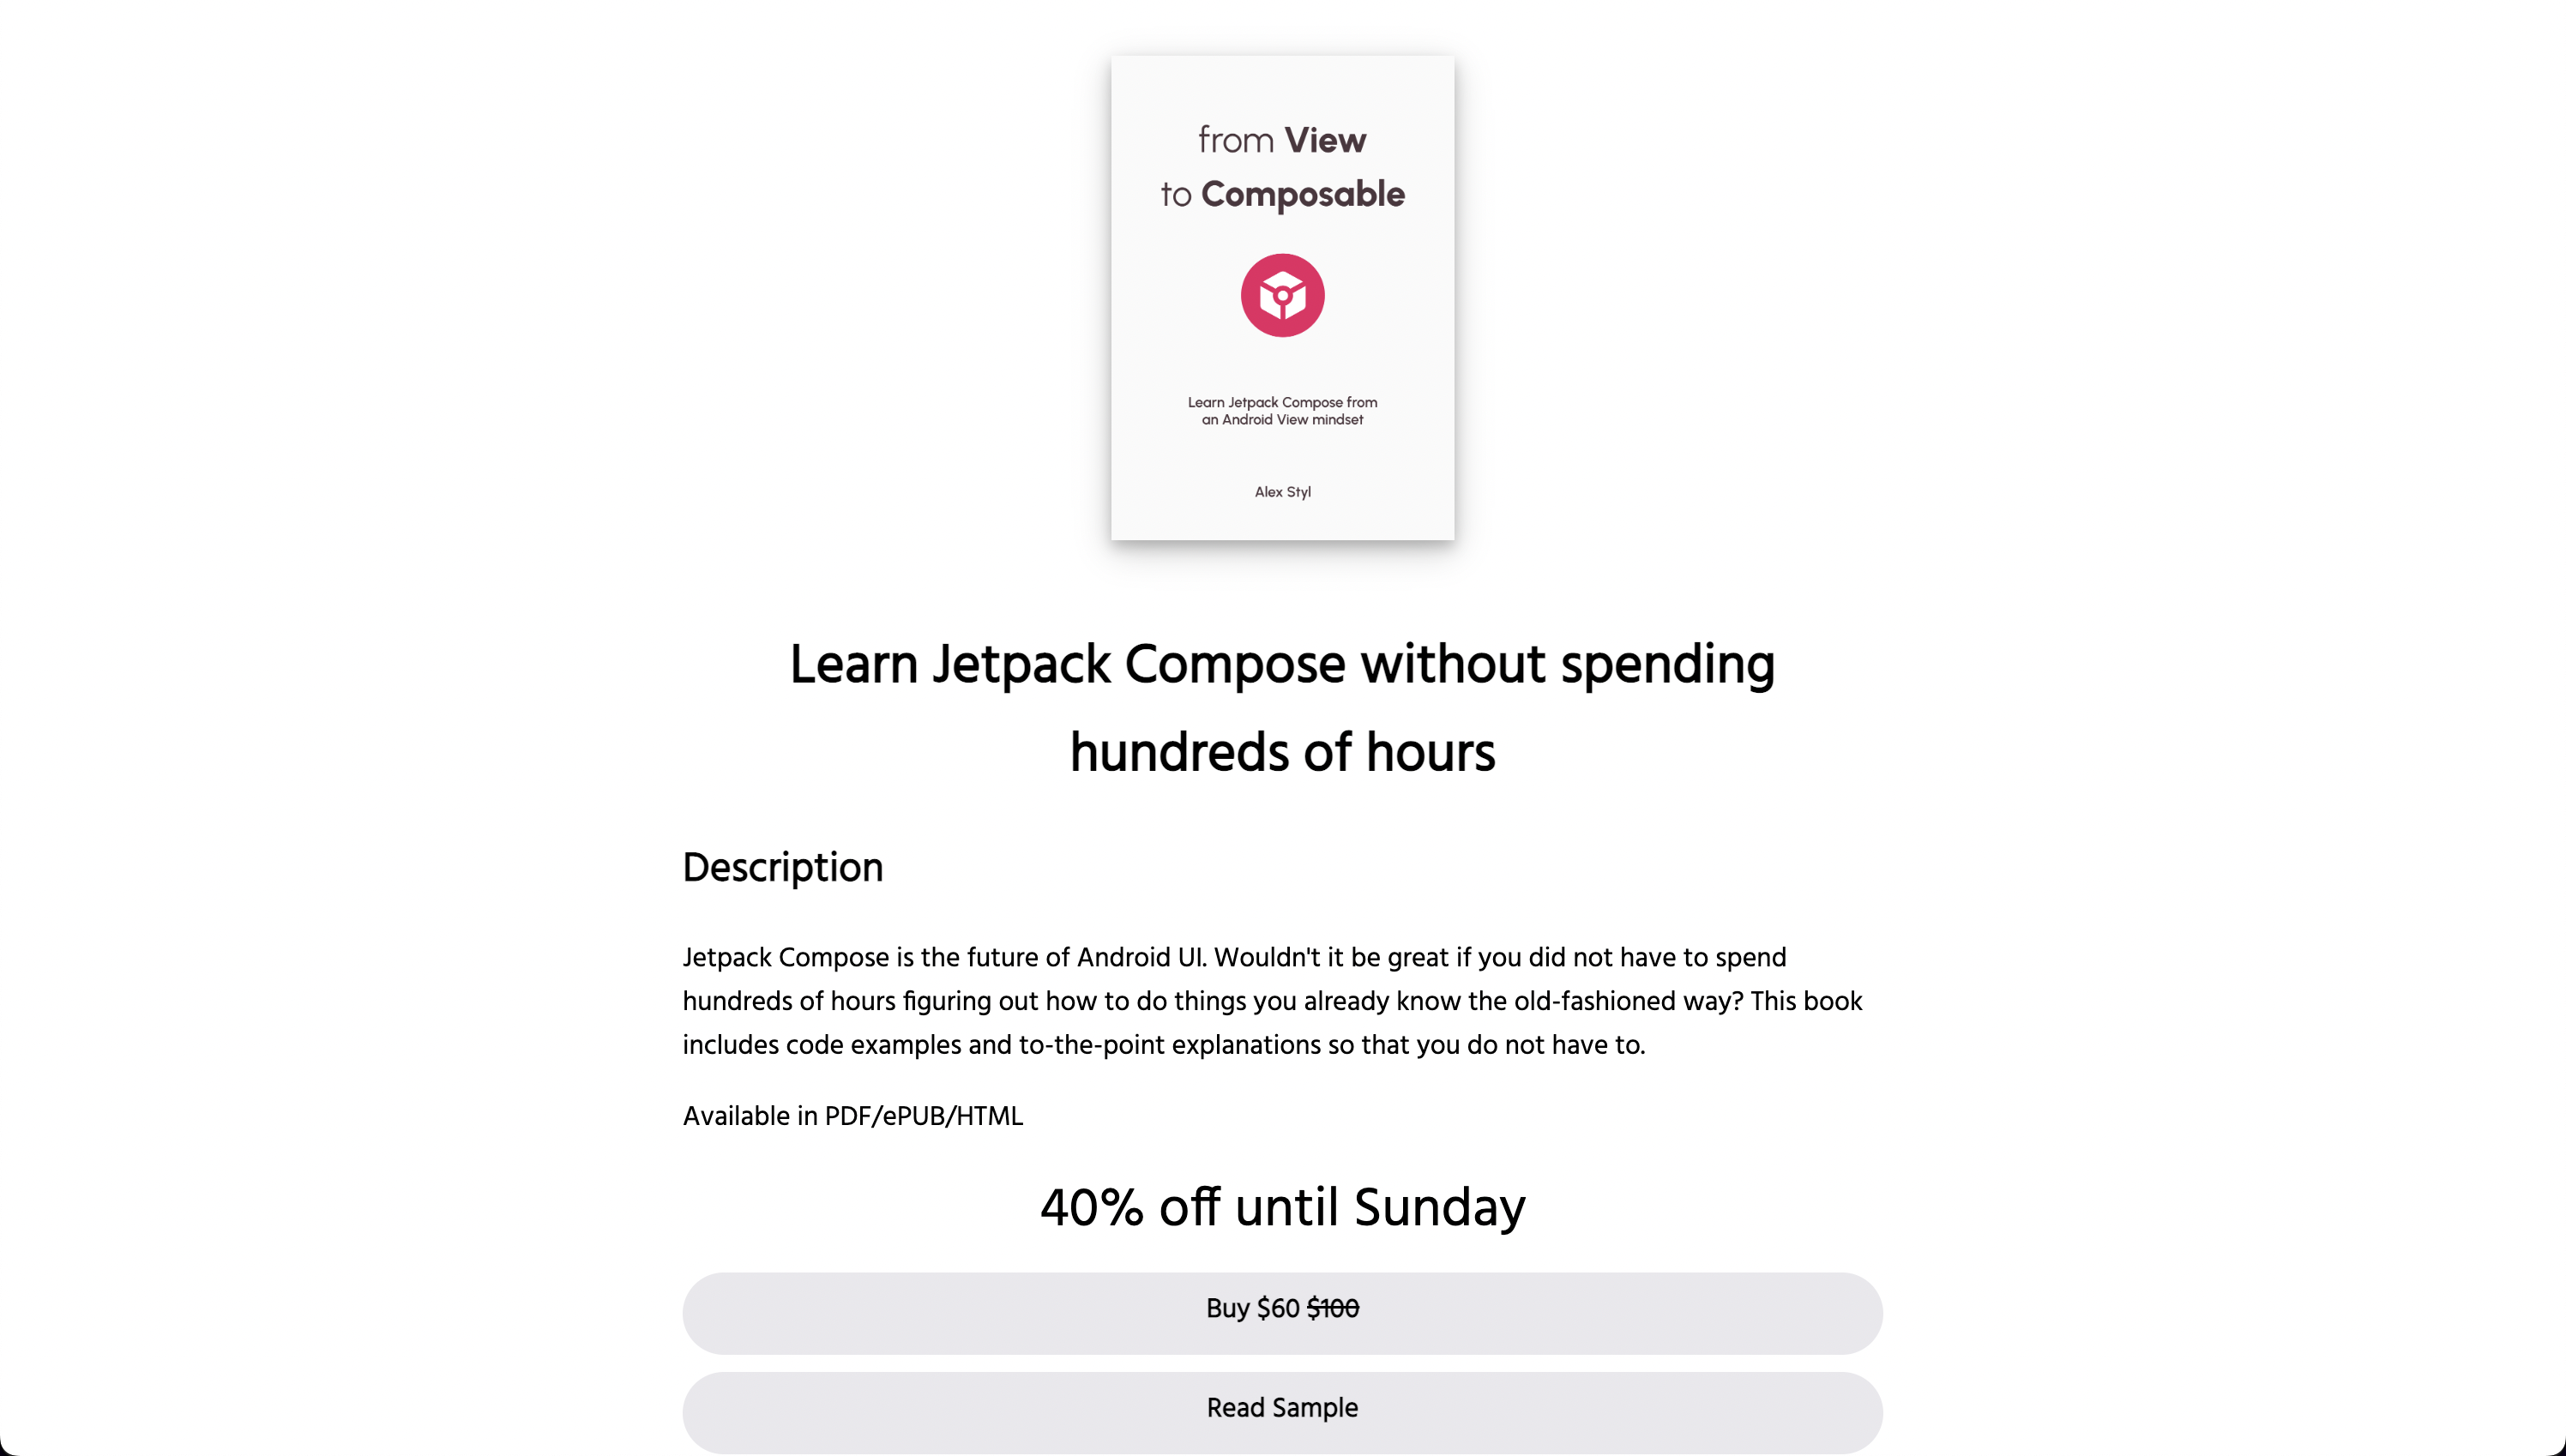 from View
to Composable
Learn Jetpack Compose from
an Android View mindset
Alex Styl
Learn Jetpack Compose without spending
hundreds of hours
Description
Jetpack Compose is the future of Android UI. Wouldn't it be great if you did not have to spend
hundreds of hours figuring out how to do things you already know the old-fashioned way? This book
includes code examples and to-the-point explanations so that you do not have to.
Available in PDF/ePUB/HTML
40% off until Sunday
Buy $60 $100
Read Sample